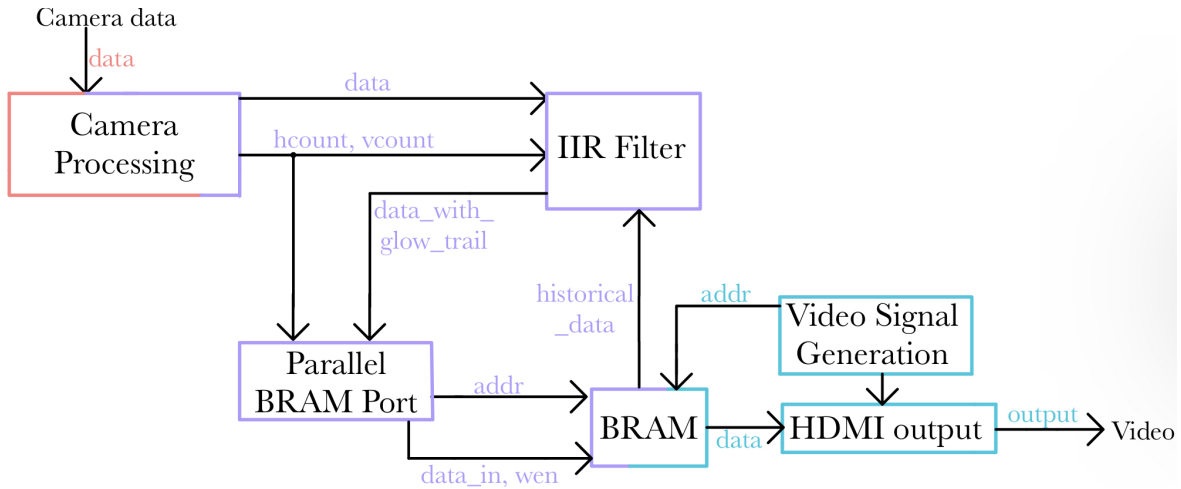 Camera data
data
Camera
Processing
data
hcount, vcount
IIR Filter
data_with_
glow_trail
historical
_data
addr
Video Signal
Generation
Parallel
BRAM Port
addr
data_in, wen
BRAM
data
HDMI output
output
Video